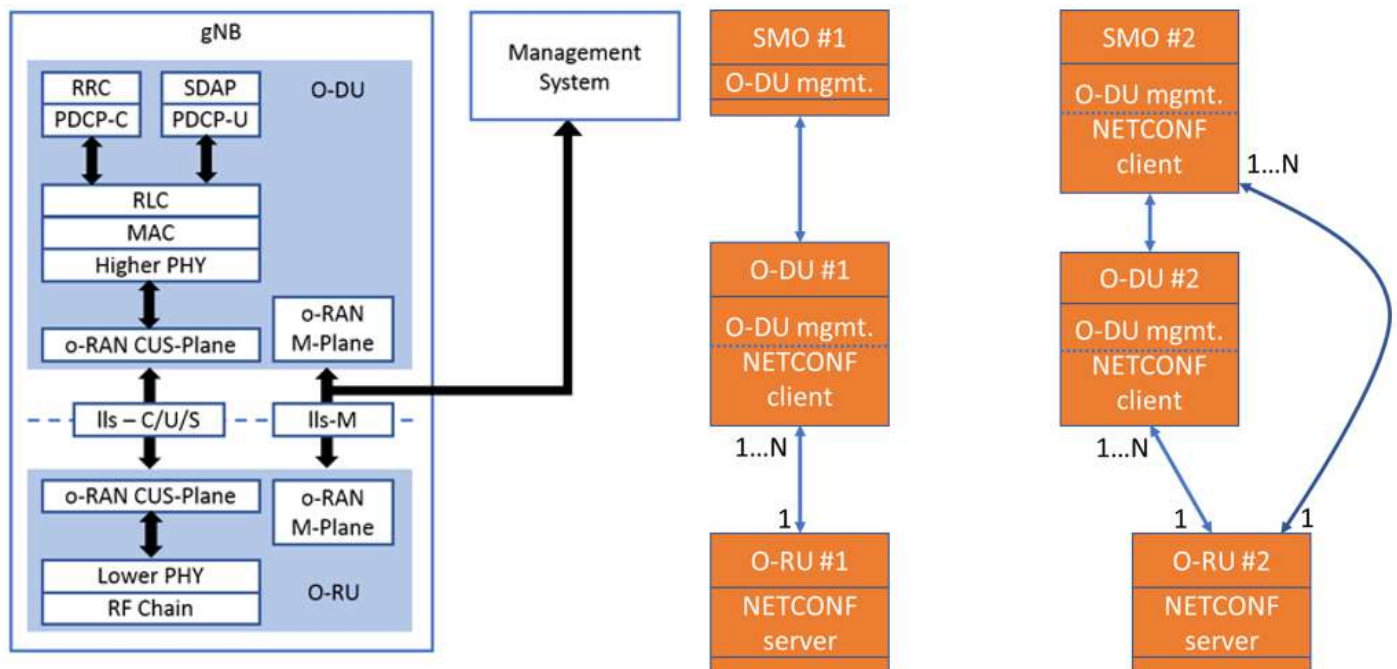 gNB
RRC
PDCP-C
SDAP
PDCP-U
O-DU
RLC
MAC
Higher PHY
o-RAN CUS-Plane
o-RAN
M-Plane
lls – C/U/S
lls-M
o-RAN CUS-Plane
o-RAN
M-Plane
Lower PHY
RF Chain
O-RU
Management
System
SMO #1
O-DU mgmt.
O-DU #1
O-DU mgmt.
NETCONF
client
1...N
1
O-RU #1
NETCONF
server
SMO #2
O-DU mgmt.
NETCONF
client
1...N
O-DU #2
O-DU mgmt.
NETCONF
client
1...N
1
1
O-RU #2
NETCONF
server